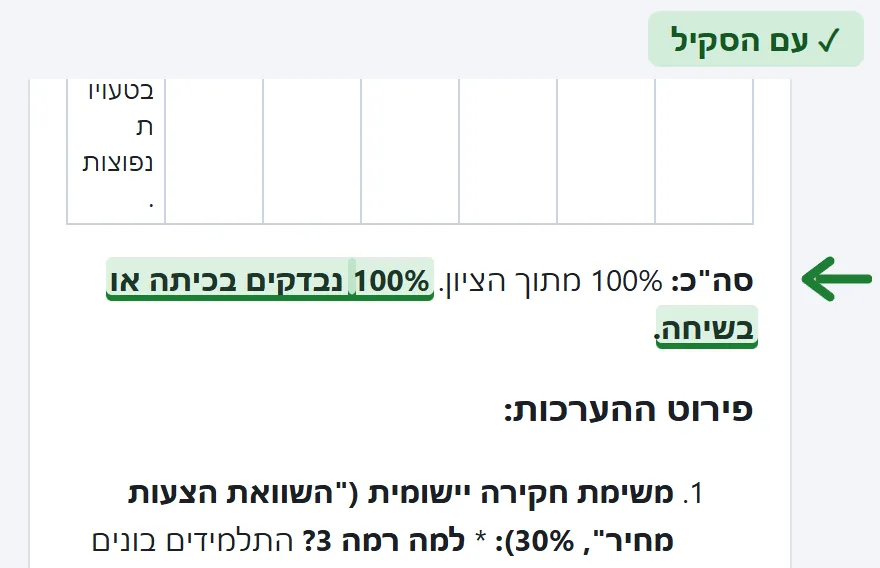 ✓ עם הסקיל
בטעויו
ת
נפוצות
.
סה"כ: 100% מתוך הציון. 100% נבדקים בכיתה או
בשיחה.
פירוט ההערכות:
1. משימת חקירה יישומית ("השוואת הצעות
מחיר", 30%): * למה רמה 3? התלמידים בונים